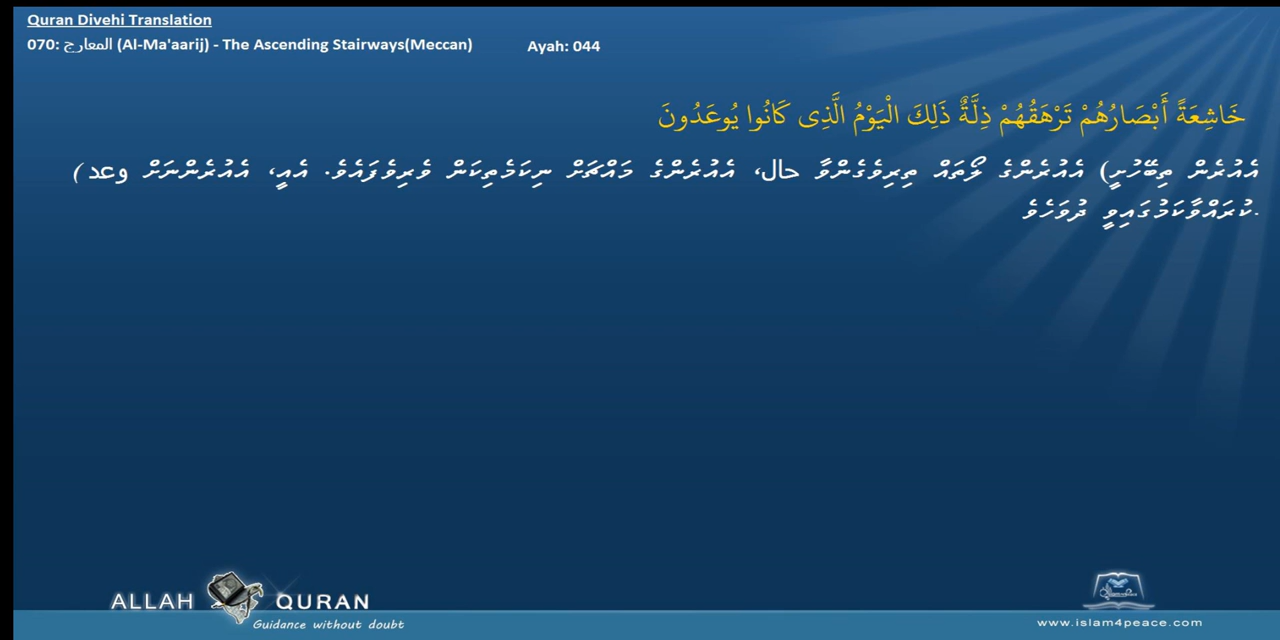 Quran Divehi Translation
070: المعارج (Al-Ma'aarij) - The Ascending Stairways(Meccan) Ayah: 044
خَاشِعَةً أَبْصَارُهُمْ تَرْهَقُهُمْ ذِلَّةٌ ذَلِكَ الْيَوْمُ الَّذِى كَانُوا يُوعَدُونَ
އެއުރެން ތިބޭހުށީ) އެއުރެންގެ ލޯތައް ތިރިވެގެންވާ حال، އެއުރެންގެ މައްޗަށް ނިކަމެތިކަން ވެރިވެފައެވެ. އެއީ، އެއުރެންނަށް وعد (
ކުރައްވާކަމުގައިވީ ދުވަހެވެ.
ALLAH QURAN
Guidance without doubt
www.islam4peace.com